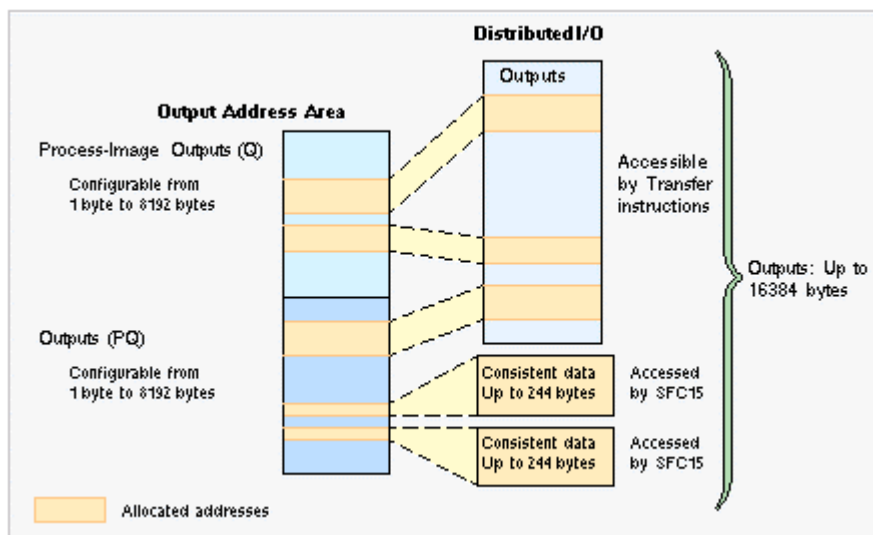 Distributed I/O
Outputs
Output Address Area
Process-Image Outputs (Q)
Configurable from
1 byte to 8192 bytes
Accessible
by Transfer
instructions
Outputs: Up to
16384 bytes
Outputs (PQ)
Configurable from
1 byte to 8192 bytes
Consistent data
Up to 244 bytes
Accessed
by SFC15
Consistent data
Up to 244 bytes
Accessed
by SFC15
Allocated addresses